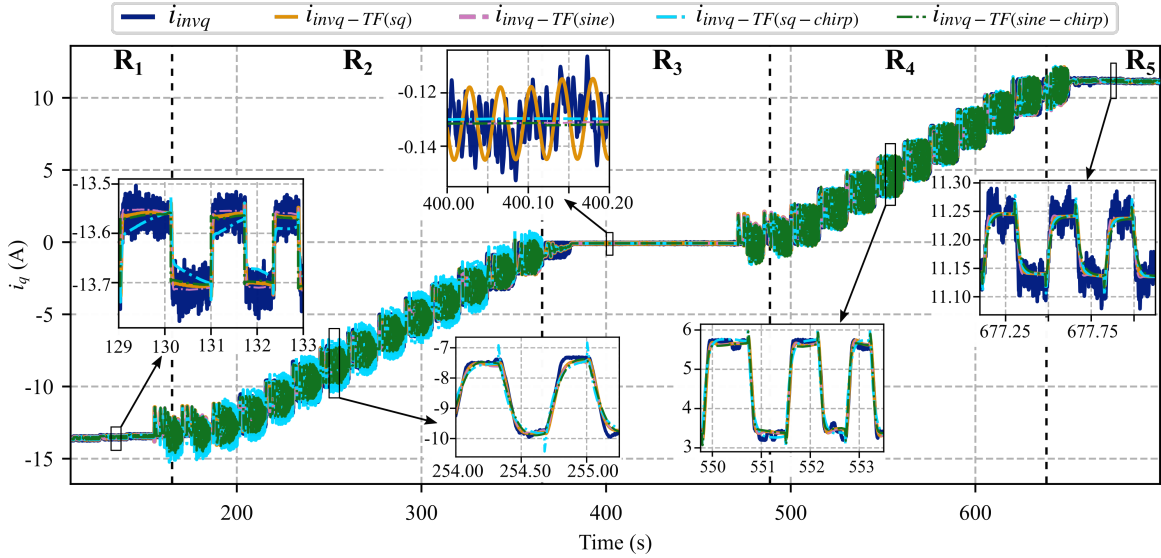 i_invq i_invq−TF(sq) i_invq−TF(sine) i_invq−TF(sq−chirp) i_invq−TF(sine−chirp)
R1 R2 R3 R4 R5
i_q (A)
10
5
0
−5
−10
−15
200 300 400 500 600
Time (s)
-13.5
-13.6
-13.7
129 130 131 132 133
-0.12
-0.14
400.00 400.10 400.20
-7
-8
-9
-10
254.0 254.50 255.0
6
5
4
3
550 551 552 553
11.30
11.25
11.20
11.15
11.10
677.25 677.75